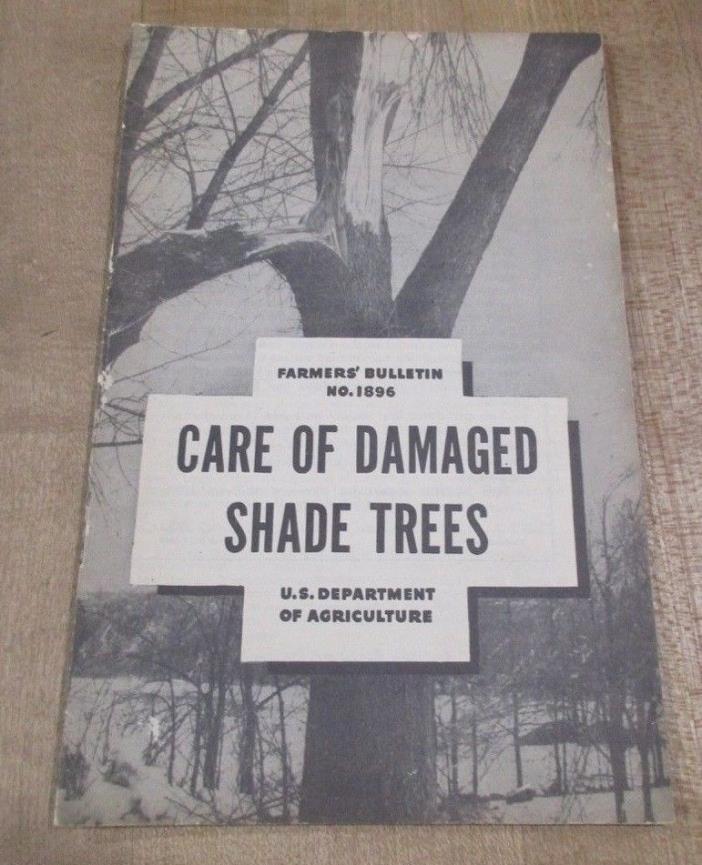 FARMERS' BULLETIN
NO. 1896
CARE OF DAMAGED
SHADE TREES
U.S. DEPARTMENT
OF AGRICULTURE